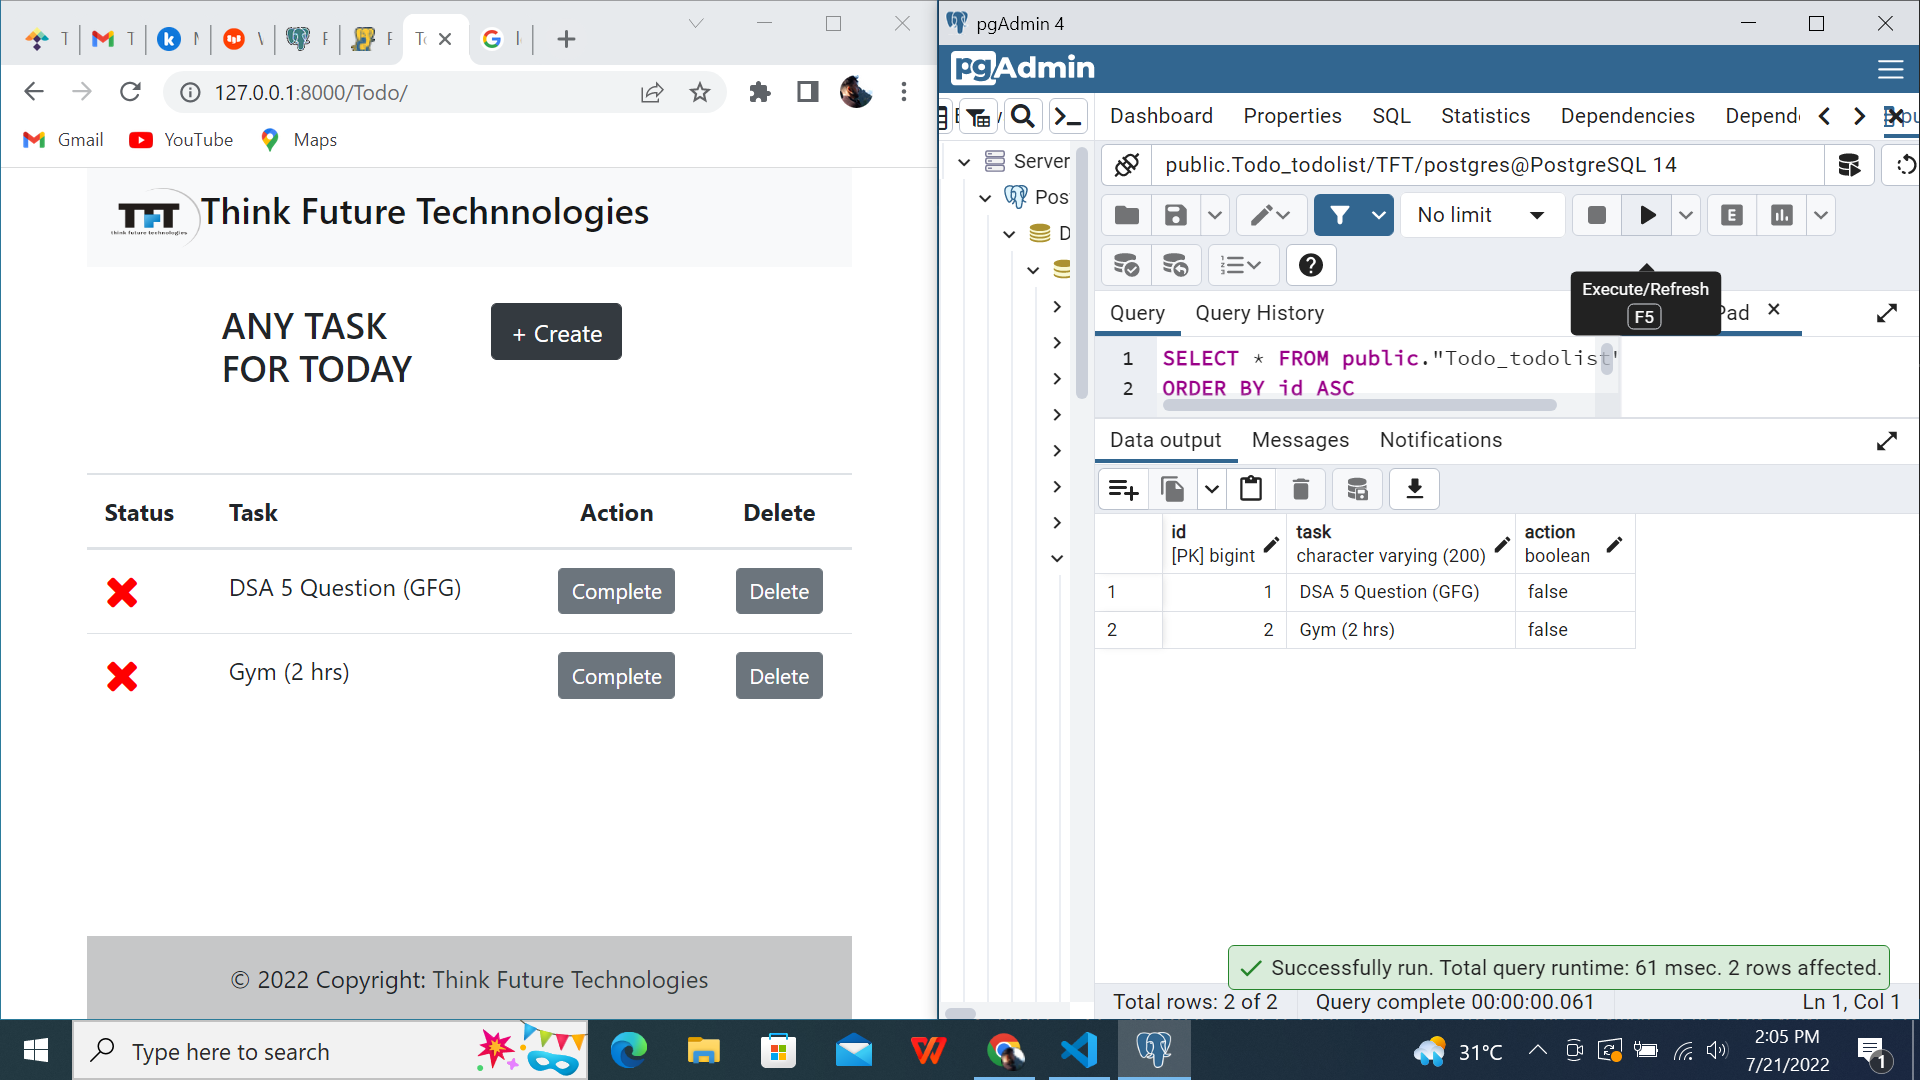 127.0.0.1:8000/Todo/
Gmail YouTube Maps
TFT
think future technologies
Think Future Technnologies
ANY TASK
FOR TODAY
+ Create
Status Task Action Delete
DSA 5 Question (GFG) Complete Delete
Gym (2 hrs) Complete Delete
© 2022 Copyright: Think Future Technologies
pgAdmin 4
pgAdmin
Dashboard Properties SQL Statistics Dependencies Depend
Server
Pos
D
public.Todo_todolist/TFT/postgres@PostgreSQL 14
No limit
E
Execute/Refresh
F5
Query Query History Pad
1 SELECT * FROM public."Todo_todolist"
2 ORDER BY id ASC
Data output Messages Notifications
id task action
[PK] bigint character varying (200) boolean
1 1 DSA 5 Question (GFG) false
2 2 Gym (2 hrs) false
Successfully run. Total query runtime: 61 msec. 2 rows affected.
Total rows: 2 of 2 Query complete 00:00:00.061 Ln 1, Col 1
Type here to search
31°C
2:05 PM
7/21/2022
1